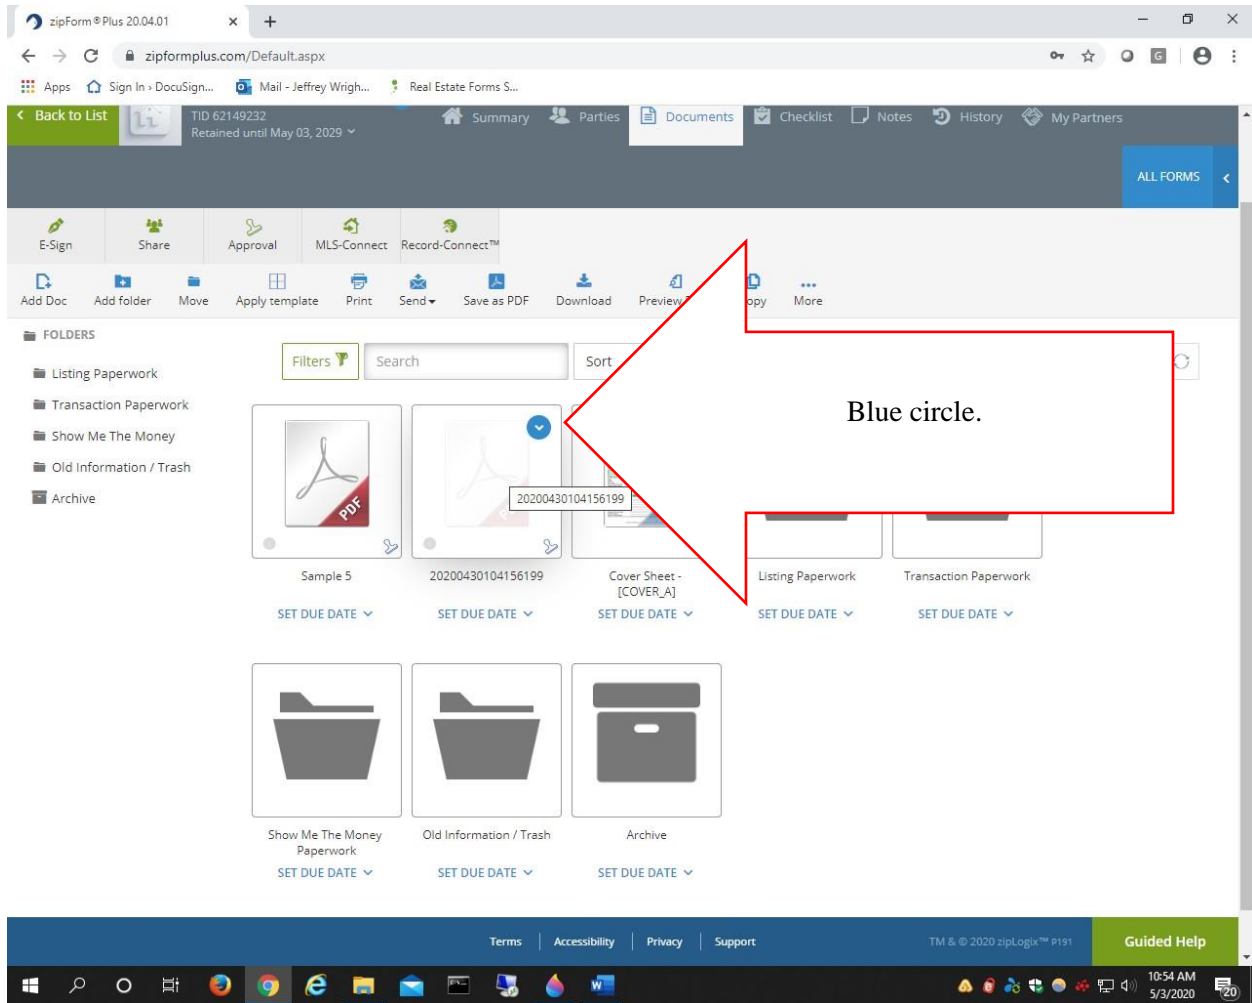 zipForm® Plus 20.04.01
zipformplus.com/Default.aspx
Apps Sign In › DocuSign... Mail - Jeffrey Wrigh... Real Estate Forms S...
Back to List
TID 62149232
Retained until May 03, 2029
Summary Parties Documents Checklist Notes History My Partners
ALL FORMS
E-Sign Share Approval MLS-Connect Record-Connect™
Add Doc Add folder Move Apply template Print Send Save as PDF Download Preview More
FOLDERS
Listing Paperwork
Transaction Paperwork
Show Me The Money
Old Information / Trash
Archive
Filters Search Sort
Blue circle.
PDF
20200430104156199
Sample 5
20200430104156199
Cover Sheet -
[COVER_A]
Listing Paperwork
Transaction Paperwork
SET DUE DATE SET DUE DATE SET DUE DATE SET DUE DATE SET DUE DATE
Show Me The Money
Paperwork
Old Information / Trash
Archive
SET DUE DATE SET DUE DATE SET DUE DATE
Terms Accessibility Privacy Support
TM & © 2020 zipLogix™ P191
Guided Help
10:54 AM
5/3/2020
20